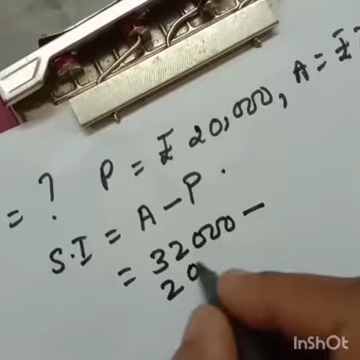 = ? P = ₹ 20,000, A = ₹
S.I = A - P.
= 32000 -
20
InShOt